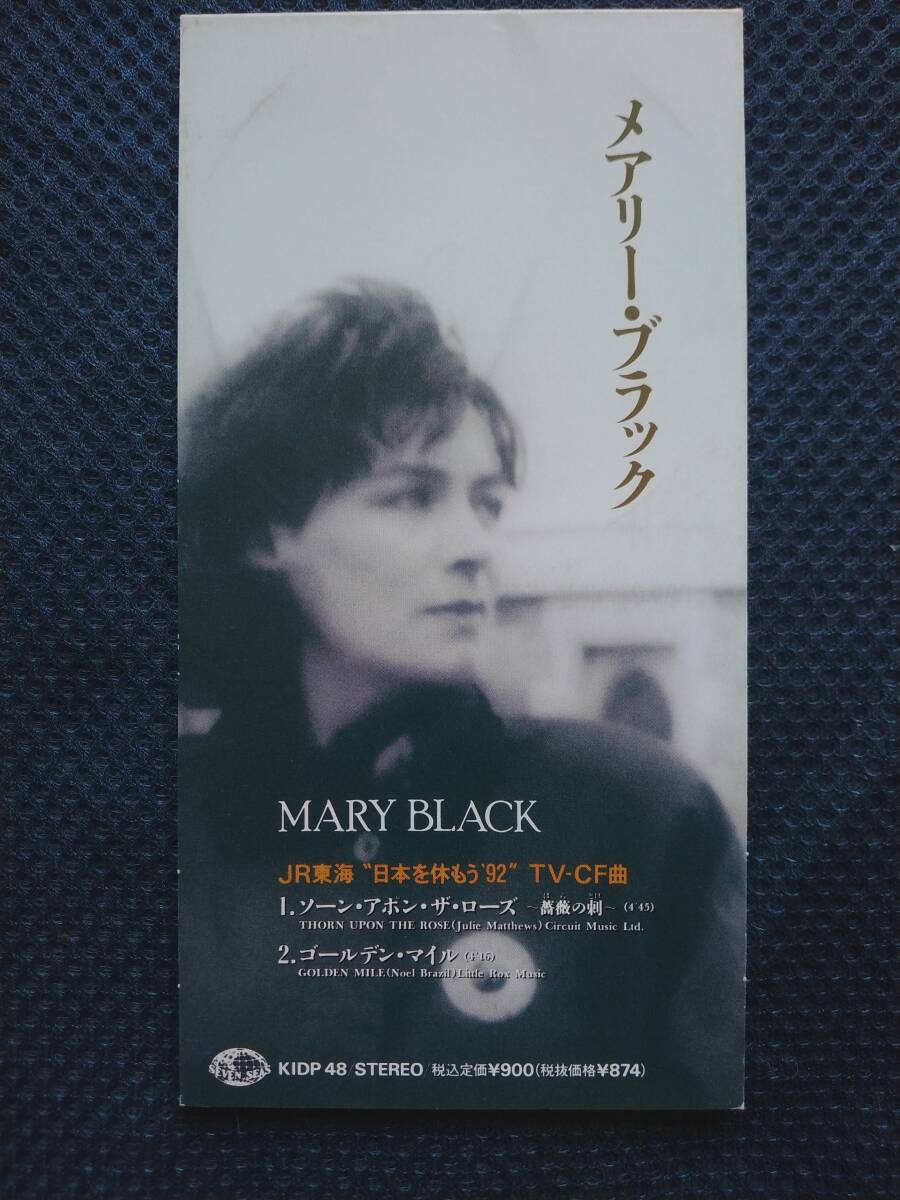 メアリー・ブラック
MARY BLACK
JR東海 “日本を休もう'92” TV-CF曲
1.ソーン・アポン・ザ・ローズ 〜薔薇の刺〜 (4'45)
THORN UPON THE ROSE(Julie Matthews)Circuit Music Ltd.
2.ゴールデン・マイル (4'16)
GOLDEN MILE(Noel Brazil)Little Rox Music
SEVEN SEAS KIDP 48/STEREO/税込定価¥900(税抜価格¥874)